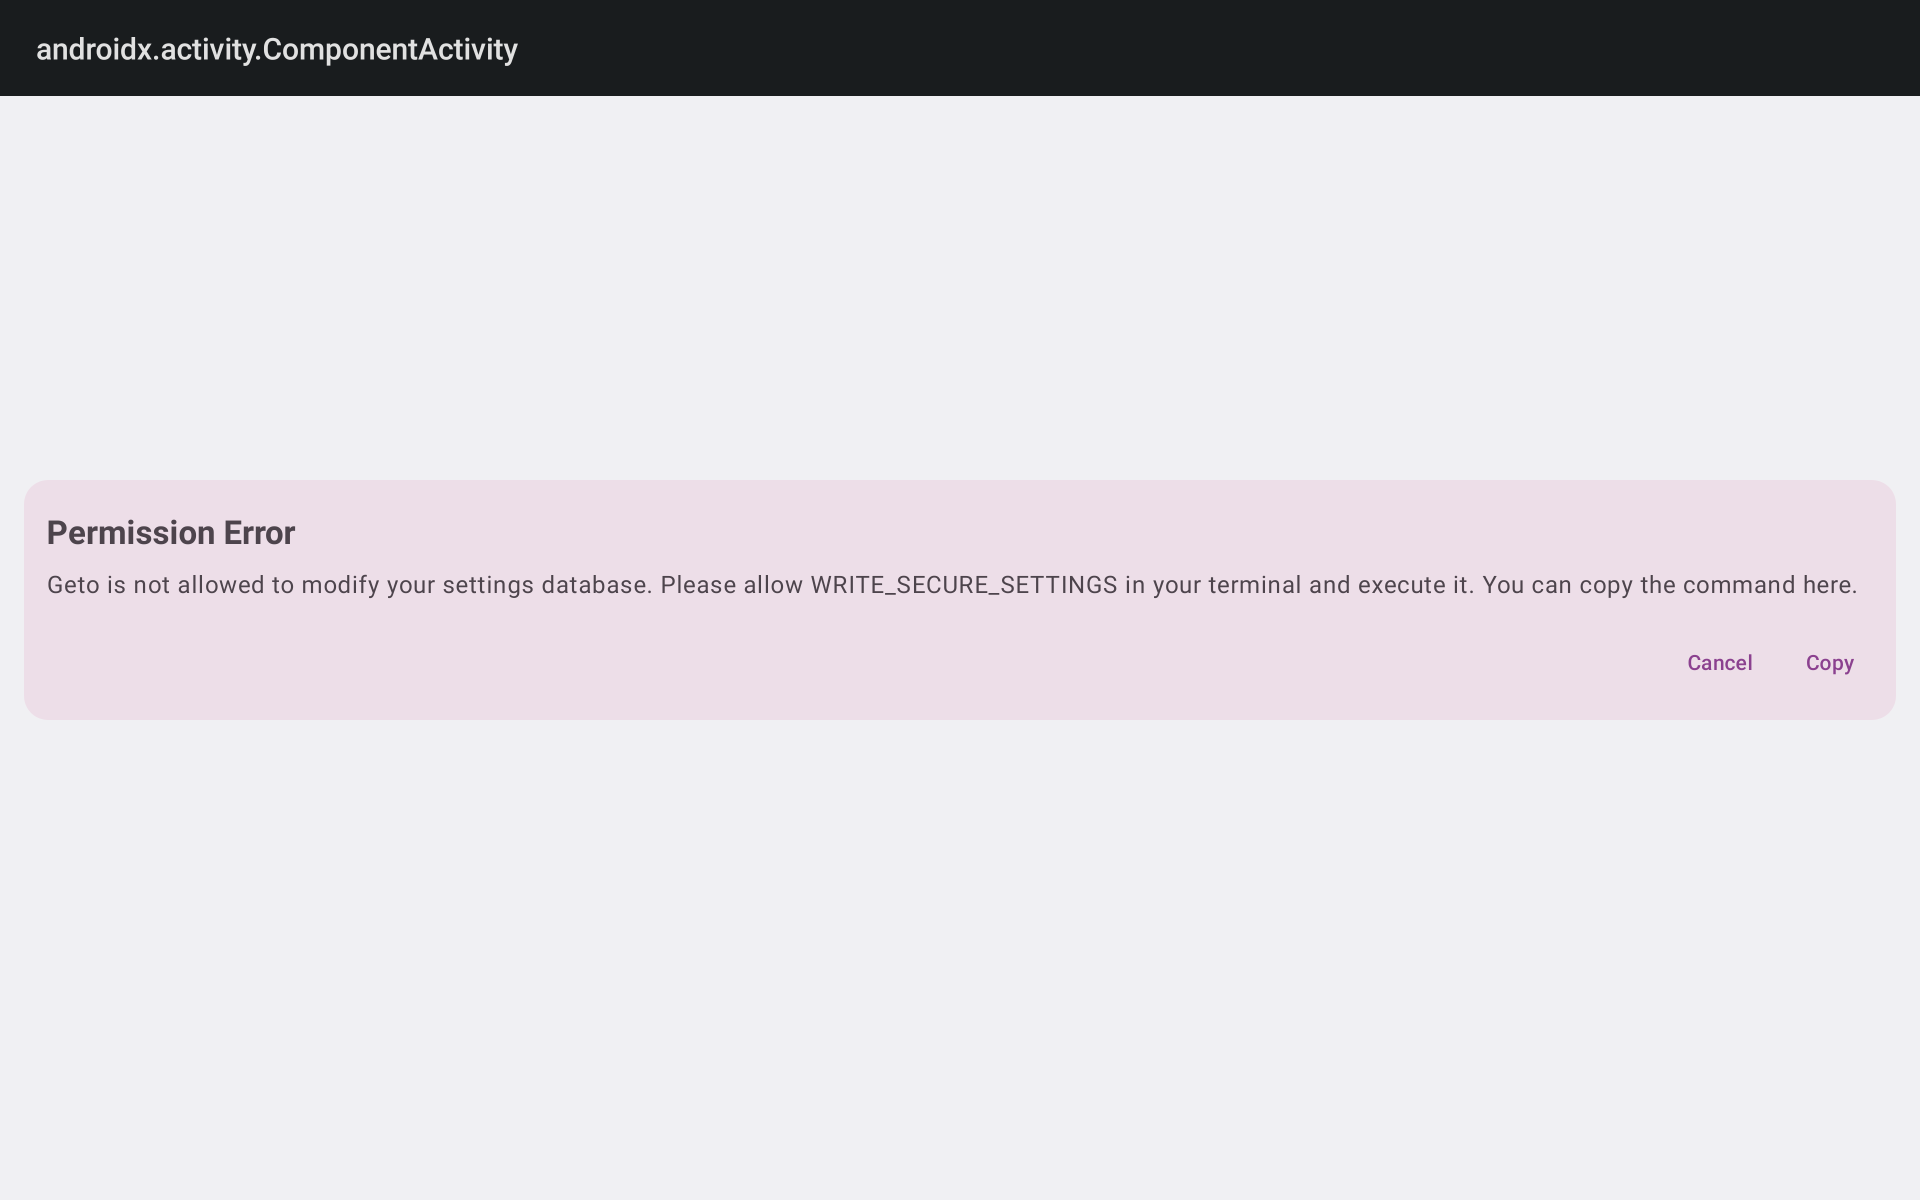 androidx.activity.ComponentActivity
Permission Error
Geto is not allowed to modify your settings database. Please allow WRITE_SECURE_SETTINGS in your terminal and execute it. You can copy the command here.
Cancel Copy